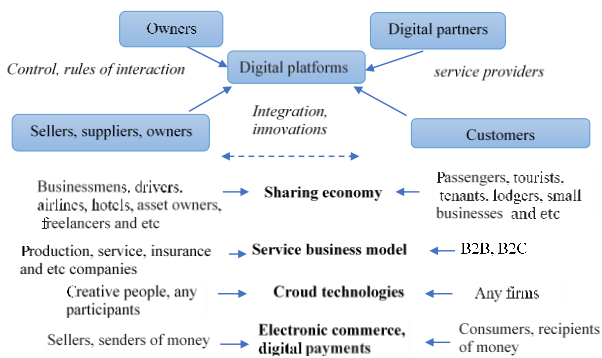 Owners
Digital partners
Control, rules of interaction
Digital platforms
service providers
Integration,
innovations
Sellers, suppliers, owners
Customers
Businessmens, drivers,
airlines, hotels, asset owners,
freelancers and etc
Sharing economy
Passengers, tourists,
tenants, lodgers, small
businesses and etc
Production, service, insurance
and etc companies
Service business model
B2B, B2C
Creative people, any
participants
Croud technologies
Any firms
Sellers, senders of money
Electronic commerce,
digital payments
Consumers, recipients
of money